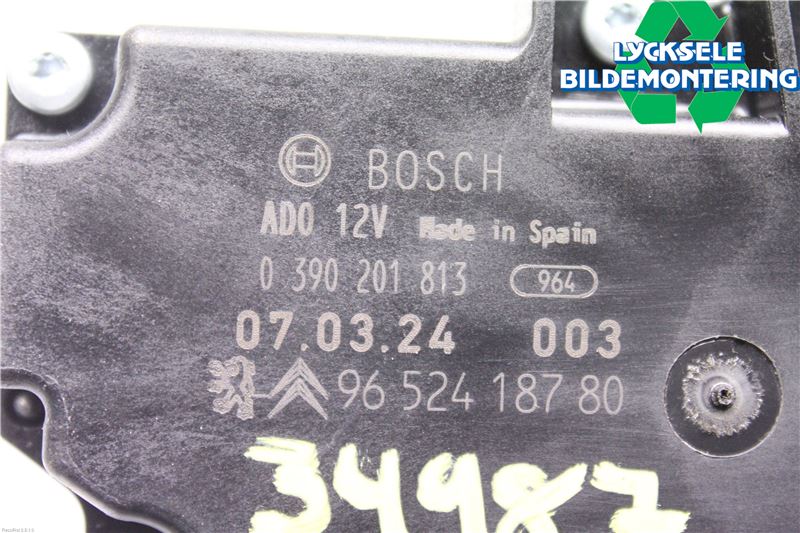 LYCKSELE
BILDEMONTERING
BOSCH
ADO 12V Made in Spain
0 390 201 813 964
07.03.24 003
96 524 187 80
34987